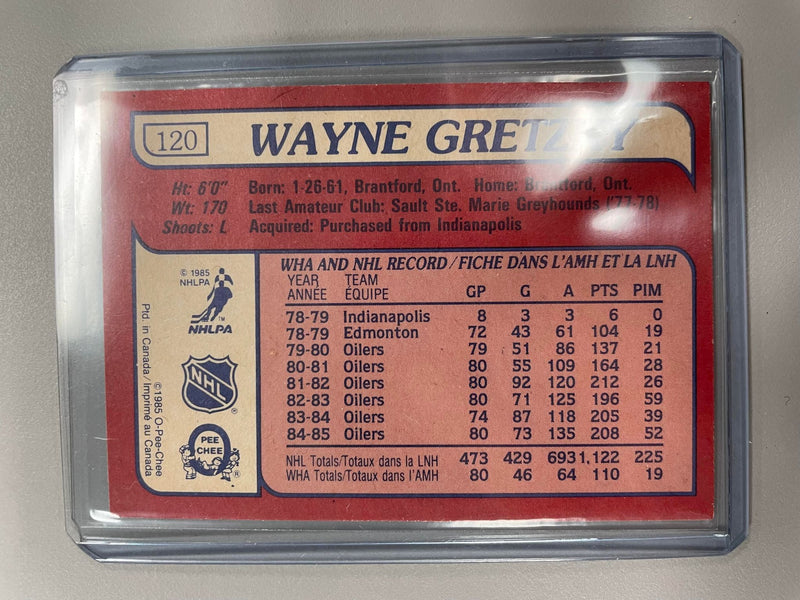 120 WAYNE GRETZKY
Ht: 6'0" Born: 1-26-61, Brantford, Ont. Home: Brantford, Ont.
Wt: 170 Last Amateur Club: Sault Ste. Marie Greyhounds ('77-78)
Shoots: L Acquired: Purchased from Indianapolis
© 1985
NHLPA
NHLPA
NHL
PEE
CHEE
©1985 O-Pee-Chee
Ptd. in Canada/Imprimé au Canada
WHA AND NHL RECORD/FICHE DANS L'AMH ET LA LNH
YEAR TEAM
ANNÉE ÉQUIPE GP G A PTS PIM
78-79 Indianapolis 8 3 3 6 0
78-79 Edmonton 72 43 61 104 19
79-80 Oilers 79 51 86 137 21
80-81 Oilers 80 55 109 164 28
81-82 Oilers 80 92 120 212 26
82-83 Oilers 80 71 125 196 59
83-84 Oilers 74 87 118 205 39
84-85 Oilers 80 73 135 208 52
NHL Totals/Totaux dans la LNH 473 429 693 1,122 225
WHA Totals/Totaux dans l'AMH 80 46 64 110 19